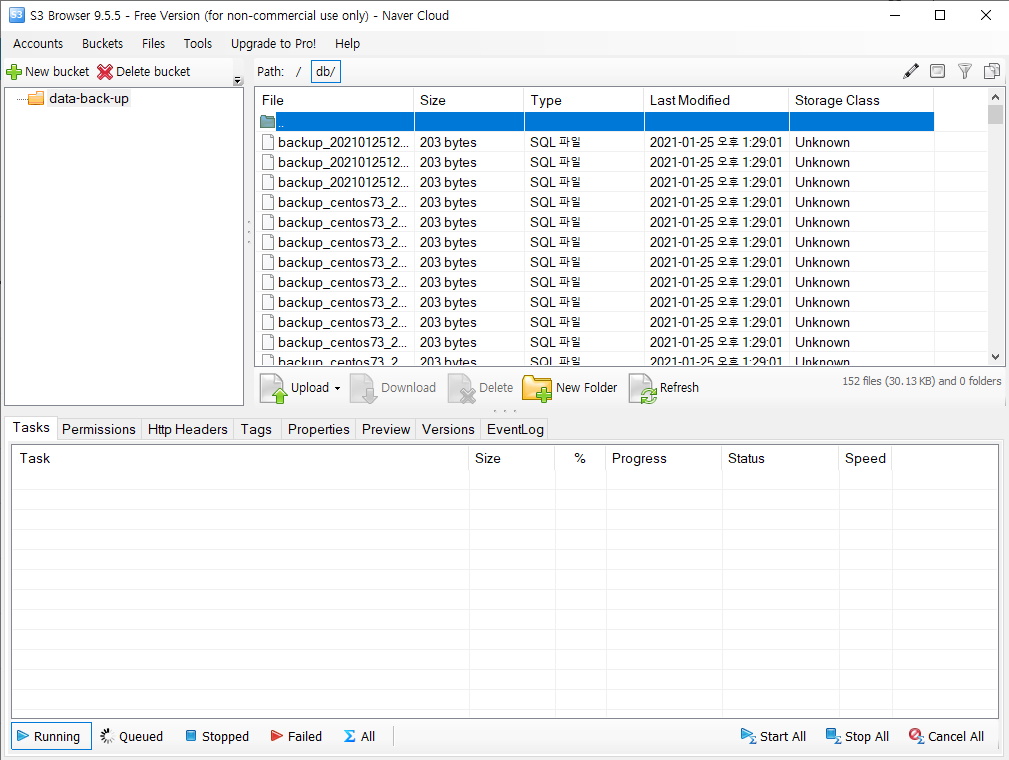 S3 Browser 9.5.5 - Free Version (for non-commercial use only) - Naver Cloud
Accounts Buckets Files Tools Upgrade to Pro! Help
New bucket Delete bucket Path: / db/
data-back-up
File Size Type Last Modified Storage Class
..
backup_2021012512... 203 bytes SQL 파일 2021-01-25 오후 1:29:01 Unknown
backup_2021012512... 203 bytes SQL 파일 2021-01-25 오후 1:29:01 Unknown
backup_2021012512... 203 bytes SQL 파일 2021-01-25 오후 1:29:01 Unknown
backup_centos73_2... 203 bytes SQL 파일 2021-01-25 오후 1:29:01 Unknown
backup_centos73_2... 203 bytes SQL 파일 2021-01-25 오후 1:29:01 Unknown
backup_centos73_2... 203 bytes SQL 파일 2021-01-25 오후 1:29:01 Unknown
backup_centos73_2... 203 bytes SQL 파일 2021-01-25 오후 1:29:01 Unknown
backup_centos73_2... 203 bytes SQL 파일 2021-01-25 오후 1:29:01 Unknown
backup_centos73_2... 203 bytes SQL 파일 2021-01-25 오후 1:29:01 Unknown
backup_centos73_2... 203 bytes SQL 파일 2021-01-25 오후 1:29:01 Unknown
backup_centos73_2... 203 bytes SQL 파일 2021-01-25 오후 1:29:01 Unknown
backup_centos73_2... 203 bytes SQL 파일 2021-01-25 오후 1:29:01 Unknown
Upload Download Delete New Folder Refresh 152 files (30.13 KB) and 0 folders
Tasks Permissions Http Headers Tags Properties Preview Versions EventLog
Task Size % Progress Status Speed
Running Queued Stopped Failed All Start All Stop All Cancel All